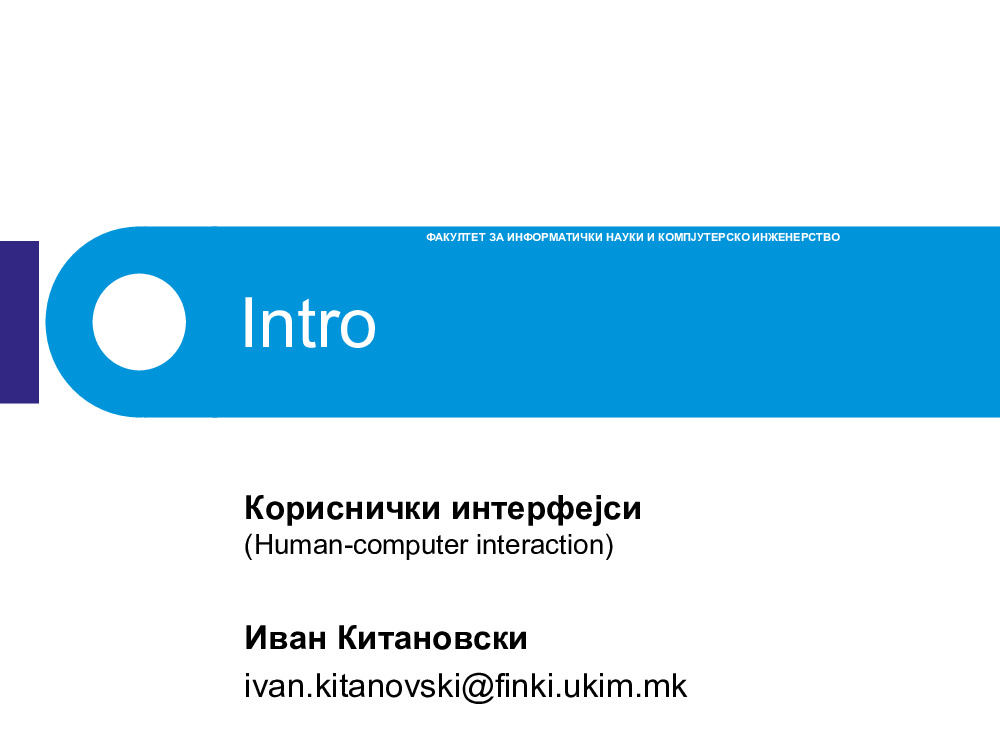 ФАКУЛТЕТ ЗА ИНФОРМАТИЧКИ НАУКИ И КОМПЈУТЕРСКО ИНЖЕНЕРСТВО
Intro
Кориснички интерфејси
(Human-computer interaction)
Иван Китановски
ivan.kitanovski@finki.ukim.mk